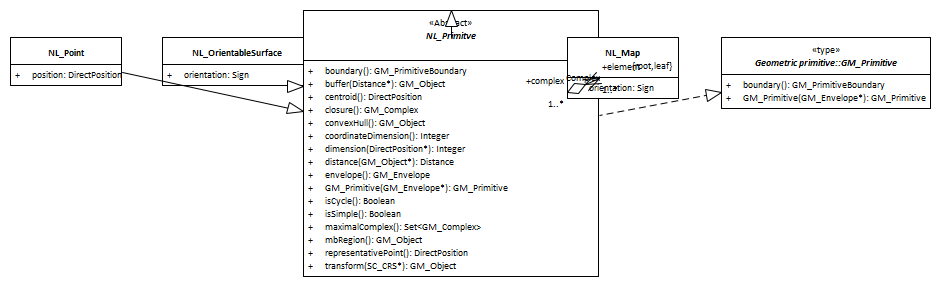 NL_Point
+ position: DirectPosition
NL_OrientableSurface
+ orientation: Sign
«Abstract»
NL_Primitve
+ boundary(): GM_PrimitiveBoundary
+ buffer(Distance*): GM_Object
+ centroid(): DirectPosition
+ closure(): GM_Complex
+ convexHull(): GM_Object
+ coordinateDimension(): Integer
+ dimension(DirectPosition*): Integer
+ distance(GM_Object*): Distance
+ envelope(): GM_Envelope
+ GM_Primitive(GM_Envelope*): GM_Primitive
+ isCycle(): Boolean
+ isSimple(): Boolean
+ maximalComplex(): Set<GM_Complex>
+ mbRegion(): GM_Object
+ representativePoint(): DirectPosition
+ transform(SC_CRS*): GM_Object
NL_Map
+element
{root,leaf}
+complex
Complex
orientation: Sign
1..*
1..*
«type»
Geometric primitive::GM_Primitive
+ boundary(): GM_PrimitiveBoundary
+ GM_Primitive(GM_Envelope*): GM_Primitive